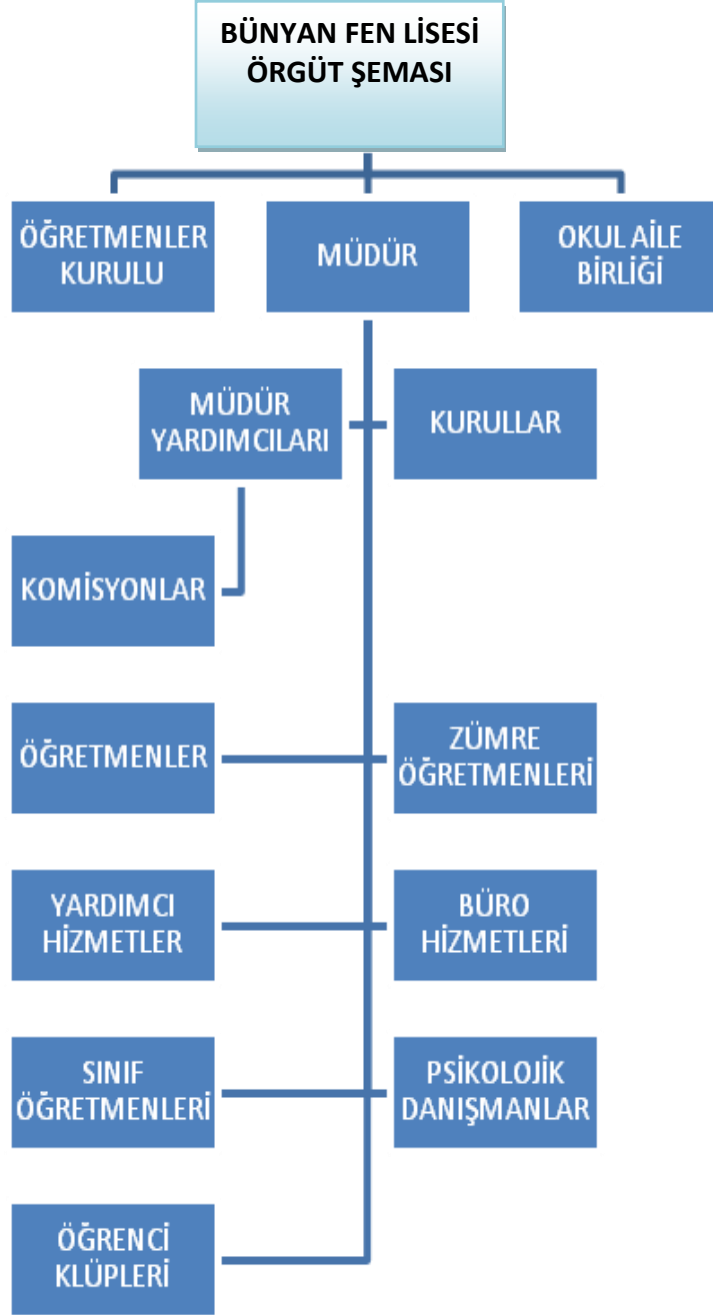 BÜNYAN FEN LİSESİ
ÖRGÜT ŞEMASI
ÖĞRETMENLER
KURULU
MÜDÜR
OKUL AİLE
BİRLİĞİ
MÜDÜR
YARDIMCILARI
KURULLAR
KOMİSYONLAR
ÖĞRETMENLER
ZÜMRE
ÖĞRETMENLERİ
YARDIMCI
HİZMETLER
BÜRO
HİZMETLERİ
SINIF
ÖĞRETMENLERİ
PSİKOLOJİK
DANIŞMANLAR
ÖĞRENCİ
KLÜPLERİ